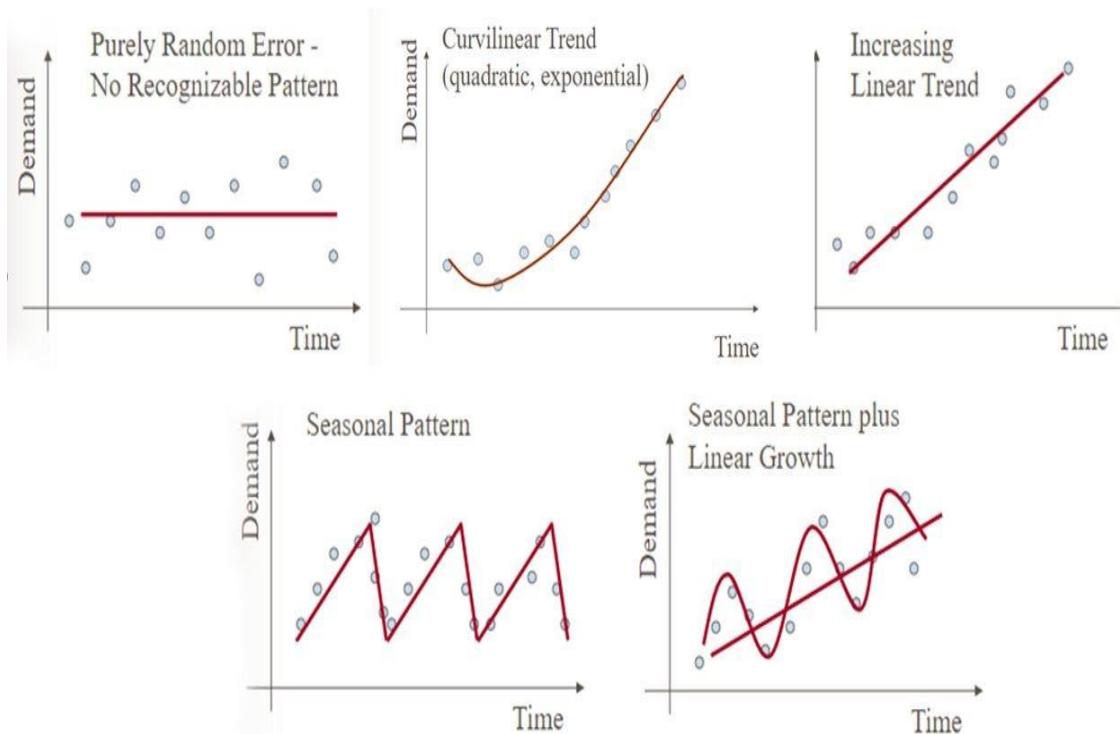 Purely Random Error -
No Recognizable Pattern
Demand
Time
Curvilinear Trend
(quadratic, exponential)
Demand
Time
Increasing
Linear Trend
Time
Seasonal Pattern
Demand
Time
Seasonal Pattern plus
Linear Growth
Demand
Time